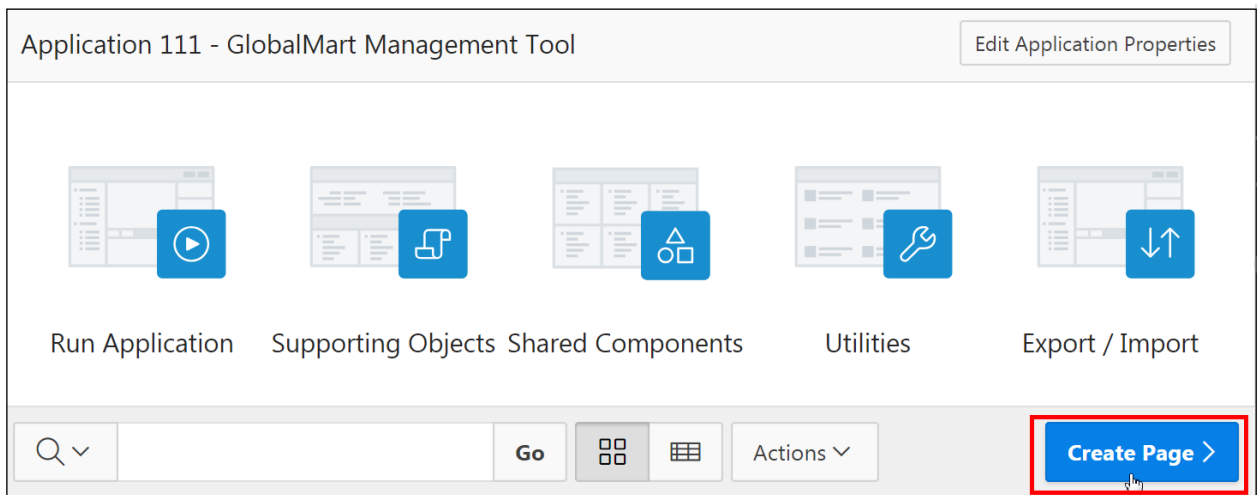 Application 111 - GlobalMart Management Tool
Edit Application Properties
Run Application
Supporting Objects
Shared Components
Utilities
Export / Import
Go
Actions
Create Page